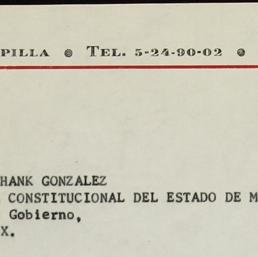 PILLA ● TEL. 5-24-90-02 ●
HANK GONZALEZ
CONSTITUCIONAL DEL ESTADO DE M
Gobierno,
X.